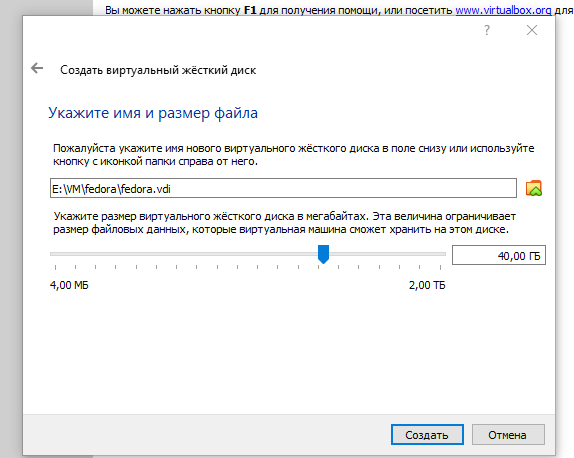 Вы можете нажать кнопку F1 для получения помощи, или посетить www.virtualbox.org для
?
Создать виртуальный жёсткий диск
Укажите имя и размер файла
Пожалуйста укажите имя нового виртуального жёсткого диска в поле снизу или используйте
кнопку с иконкой папки справа от него.
E:\VM\fedora\fedora.vdi
Укажите размер виртуального жёсткого диска в мегабайтах. Эта величина ограничивает
размер файловых данных, которые виртуальная машина сможет хранить на этом диске.
40,00 ГБ
4,00 МБ 2,00 ТБ
Создать Отмена